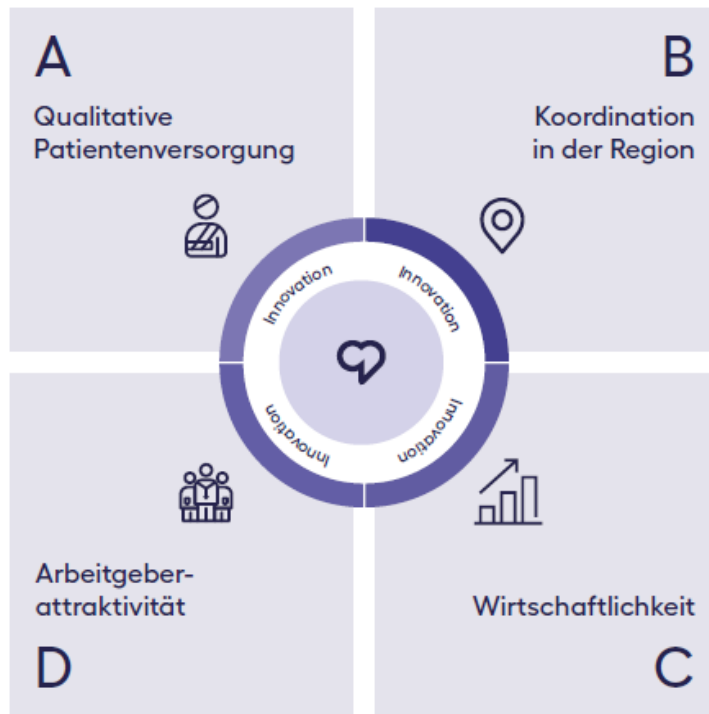 A
Qualitative
Patientenversorgung
B
Koordination
in der Region
Innovation
Innovation
Innovation
Innovation
Arbeitgeber-
attraktivität
D
Wirtschaftlichkeit
C